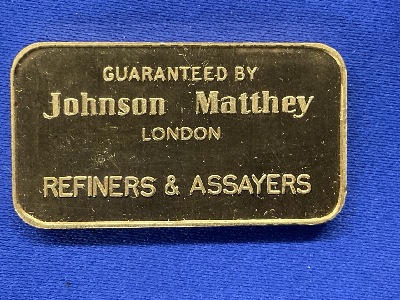 GUARANTEED BY
Johnson Matthey
LONDON
REFINERS & ASSAYERS